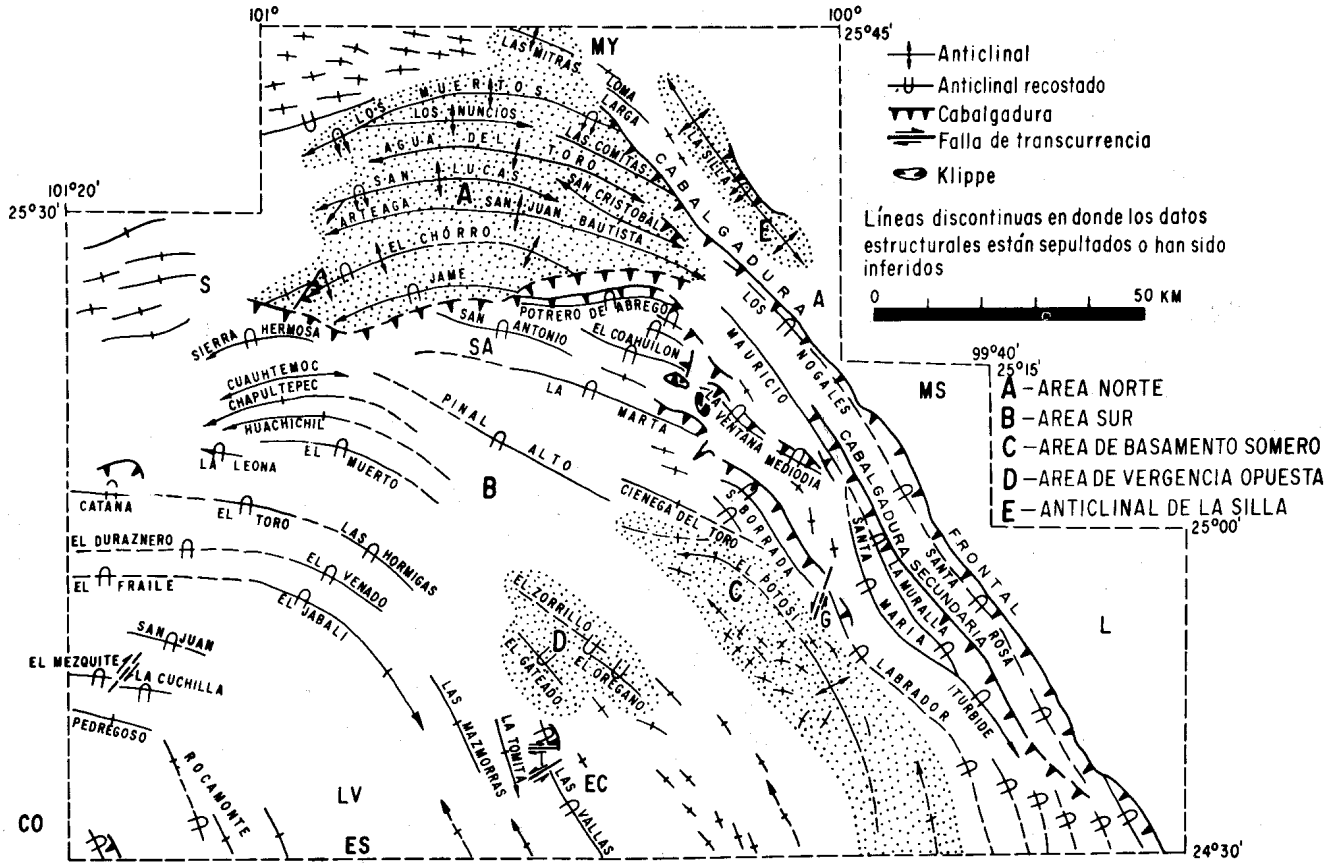 101°
100°
25°45'
MY
LAS MITRAS
LOMA LARGA
LOS MUERTOS
LOS NUNCIOS
AGUA DEL TORO
LAS COMITAS
LA SILLA
CABALGADURA
SAN LUCAS
SAN CRISTOBAL
A
ARTEAGA
SAN JUAN BAUTISTA
E
EL CHORRO
JAME
Anticlinal
Anticlinal recostado
Cabalgadura
Falla de transcurrencia
Klippe
Líneas discontinuas en donde los datos
estructurales están sepultados o han sido
inferidos
0 50 KM
101°20'
25°30'
S
A
POTRERO DE ABREGO
LOS NOGALES
SIERRA HERMOSA
SAN ANTONIO
SA
EL COAHUILON
MAURICIO
99°40'
25°15'
MS
CUAUHTEMOC
CHAPULTEPEC
HUACHICHIL
LA MARTA
LA VENTANA
MEDIODIA
PINAL ALTO
LA LEONA
EL MUERTO
B
CABALGADURA SECUNDARIA
A-AREA NORTE
B-AREA SUR
C-AREA DE BASAMENTO SOMERO
D-AREA DE VERGENCIA OPUESTA
E-ANTICLINAL DE LA SILLA
25°00'
CATANA
EL TORO
LAS HORMIGAS
CIENEGA DEL TORO
S. BORRADA
SANTA MARIA
LA MURALLA
SANTA ROSA
FRONTAL
EL DURAZNERO
EL VENADO
EL FRAILE
EL JABALI
EL POTOSI
C
EL ZORRILLO
D
EL GATEADO
EL OREGANO
G
L
SAN JUAN
EL MEZQUITE
LA CUCHILLA
PEDREGOSO
LABRADOR
ITURBIDE
LAS MAZMORRAS
LA TOMITA
LAS VALLAS
EC
ROCAMONTE
LV
CO
ES
24°30'